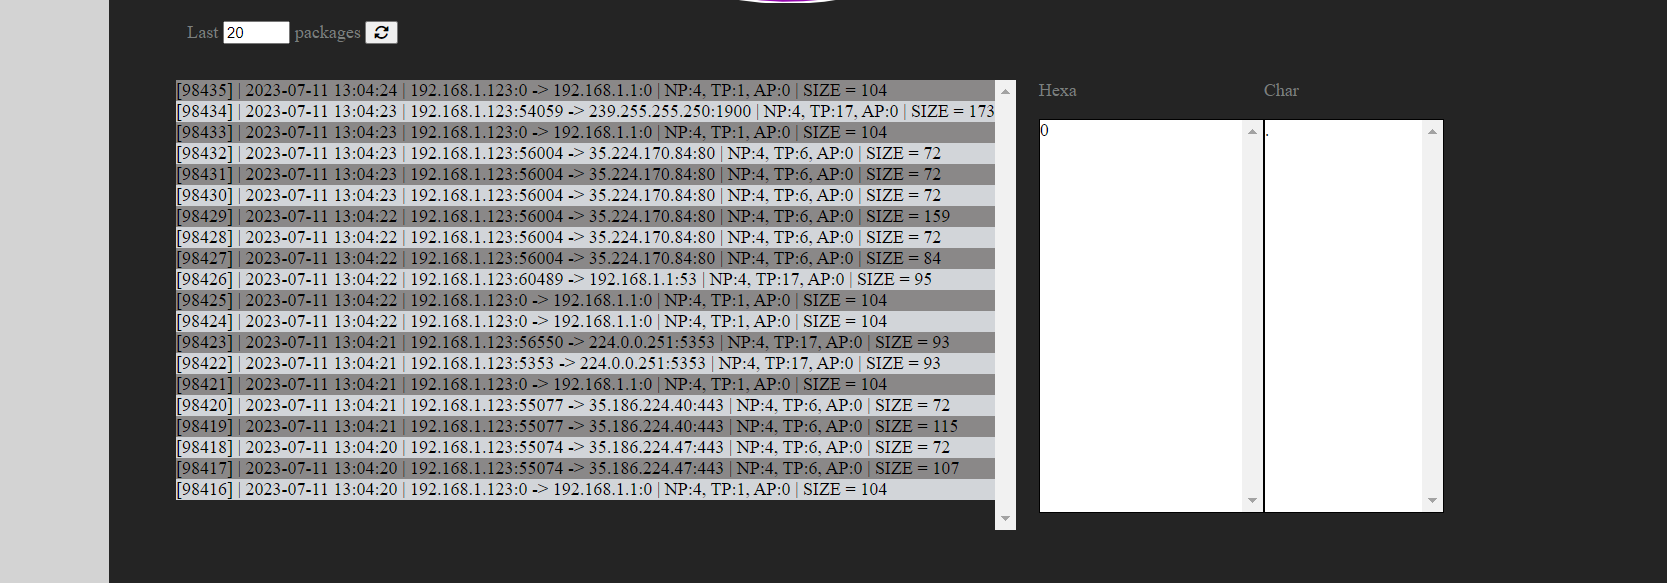 Last 20 packages
[98435] | 2023-07-11 13:04:24 | 192.168.1.123:0 -> 192.168.1.1:0 | NP:4, TP:1, AP:0 | SIZE = 104
[98434] | 2023-07-11 13:04:23 | 192.168.1.123:54059 -> 239.255.255.250:1900 | NP:4, TP:17, AP:0 | SIZE = 173
[98433] | 2023-07-11 13:04:23 | 192.168.1.123:0 -> 192.168.1.1:0 | NP:4, TP:1, AP:0 | SIZE = 104
[98432] | 2023-07-11 13:04:23 | 192.168.1.123:56004 -> 35.224.170.84:80 | NP:4, TP:6, AP:0 | SIZE = 72
[98431] | 2023-07-11 13:04:23 | 192.168.1.123:56004 -> 35.224.170.84:80 | NP:4, TP:6, AP:0 | SIZE = 72
[98430] | 2023-07-11 13:04:23 | 192.168.1.123:56004 -> 35.224.170.84:80 | NP:4, TP:6, AP:0 | SIZE = 72
[98429] | 2023-07-11 13:04:22 | 192.168.1.123:56004 -> 35.224.170.84:80 | NP:4, TP:6, AP:0 | SIZE = 159
[98428] | 2023-07-11 13:04:22 | 192.168.1.123:56004 -> 35.224.170.84:80 | NP:4, TP:6, AP:0 | SIZE = 72
[98427] | 2023-07-11 13:04:22 | 192.168.1.123:56004 -> 35.224.170.84:80 | NP:4, TP:6, AP:0 | SIZE = 84
[98426] | 2023-07-11 13:04:22 | 192.168.1.123:60489 -> 192.168.1.1:53 | NP:4, TP:17, AP:0 | SIZE = 95
[98425] | 2023-07-11 13:04:22 | 192.168.1.123:0 -> 192.168.1.1:0 | NP:4, TP:1, AP:0 | SIZE = 104
[98424] | 2023-07-11 13:04:22 | 192.168.1.123:0 -> 192.168.1.1:0 | NP:4, TP:1, AP:0 | SIZE = 104
[98423] | 2023-07-11 13:04:21 | 192.168.1.123:56550 -> 224.0.0.251:5353 | NP:4, TP:17, AP:0 | SIZE = 93
[98422] | 2023-07-11 13:04:21 | 192.168.1.123:5353 -> 224.0.0.251:5353 | NP:4, TP:17, AP:0 | SIZE = 93
[98421] | 2023-07-11 13:04:21 | 192.168.1.123:0 -> 192.168.1.1:0 | NP:4, TP:1, AP:0 | SIZE = 104
[98420] | 2023-07-11 13:04:21 | 192.168.1.123:55077 -> 35.186.224.40:443 | NP:4, TP:6, AP:0 | SIZE = 72
[98419] | 2023-07-11 13:04:21 | 192.168.1.123:55077 -> 35.186.224.40:443 | NP:4, TP:6, AP:0 | SIZE = 115
[98418] | 2023-07-11 13:04:20 | 192.168.1.123:55074 -> 35.186.224.47:443 | NP:4, TP:6, AP:0 | SIZE = 72
[98417] | 2023-07-11 13:04:20 | 192.168.1.123:55074 -> 35.186.224.47:443 | NP:4, TP:6, AP:0 | SIZE = 107
[98416] | 2023-07-11 13:04:20 | 192.168.1.123:0 -> 192.168.1.1:0 | NP:4, TP:1, AP:0 | SIZE = 104
Hexa
0
Char
.